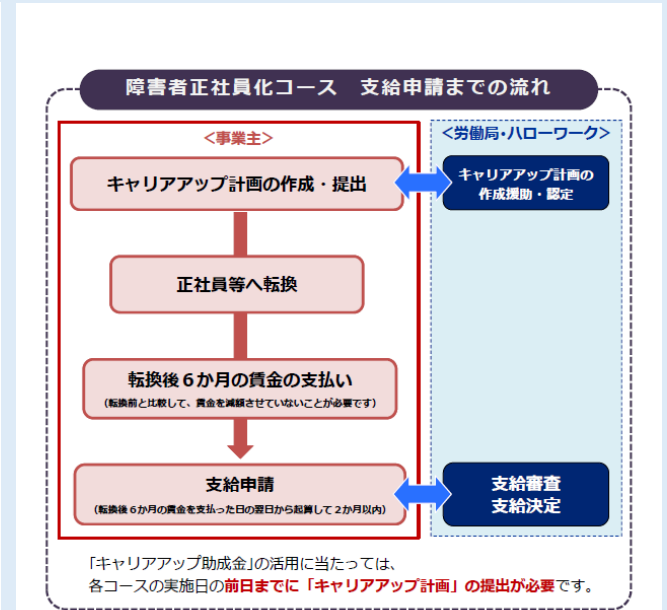 障害者正社員化コース　支給申請までの流れ
＜事業主＞
＜労働局・ハローワーク＞
キャリアアップ計画の作成・提出
キャリアアップ計画の
作成援助・認定
正社員等へ転換
転換後６か月の賃金の支払い
（転換前と比較して、賃金を減額させていないことが必要です）
支給申請
（転換後６か月の賃金を支払った日の翌日から起算して２か月以内）
支給審査
支給決定
「キャリアアップ助成金」の活用に当たっては、
各コースの実施日の前日までに「キャリアアップ計画」の提出が必要です。